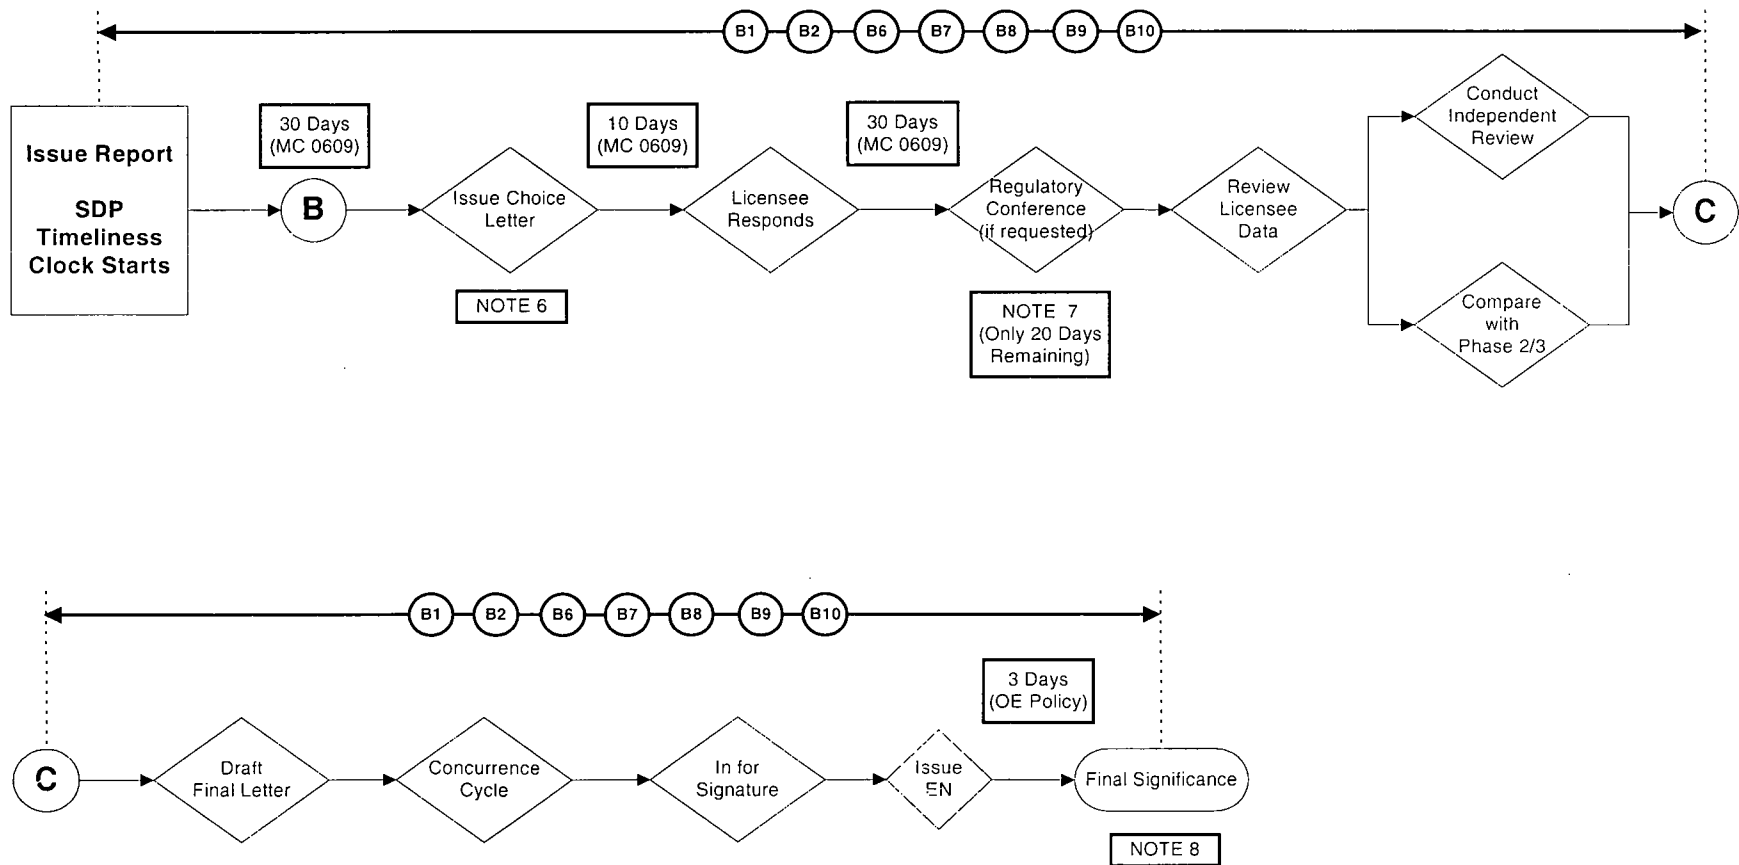 B1 B2 B6 B7 B8 B9 B10
Issue Report
SDP
Timeliness
Clock Starts
30 Days
(MC 0609)
B
Issue Choice
Letter
NOTE 6
10 Days
(MC 0609)
Licensee
Responds
30 Days
(MC 0609)
Regulatory
Conference
(if requested)
NOTE 7
(Only 20 Days
Remaining)
Review
Licensee
Data
Conduct
Independent
Review
Compare
with
Phase 2/3
C
B1 B2 B6 B7 B8 B9 B10
C
Draft
Final Letter
Concurrence
Cycle
In for
Signature
Issue
EN
3 Days
(OE Policy)
Final Significance
NOTE 8